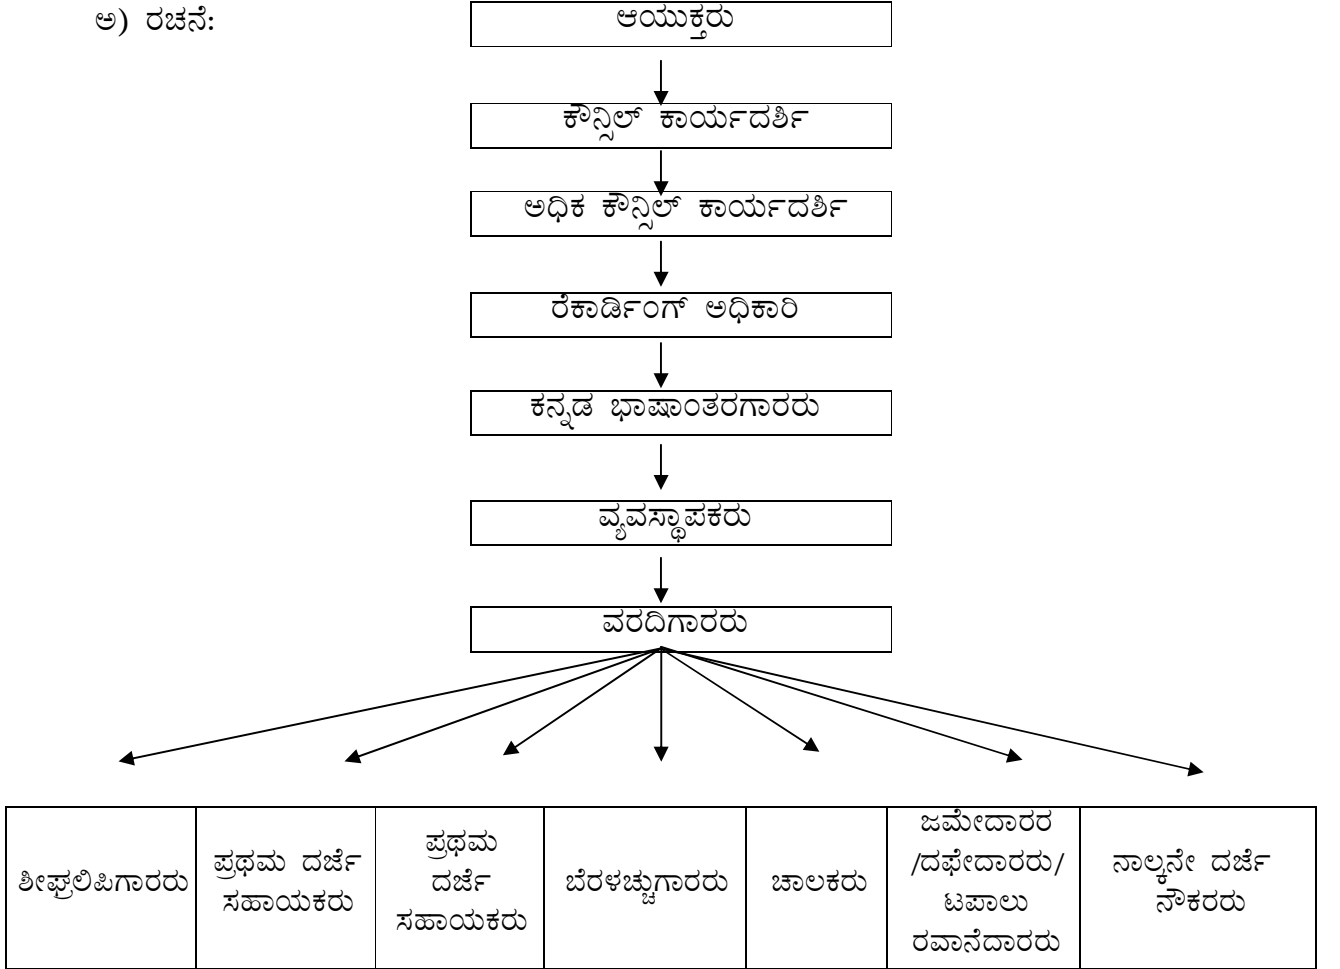 ಅ) ರಚನೆ:
ಆಯುಕ್ತರು
ಕೌನ್ಸಿಲ್ ಕಾರ್ಯದರ್ಶಿ
ಅಧಿಕ ಕೌನ್ಸಿಲ್ ಕಾರ್ಯದರ್ಶಿ
ರೆಕಾರ್ಡಿಂಗ್ ಅಧಿಕಾರಿ
ಕನ್ನಡ ಭಾಷಾಂತರಗಾರರು
ವ್ಯವಸ್ಥಾಪಕರು
ವರದಿಗಾರರು
ಶೀಘ್ರಲಿಪಿಗಾರರು
ಪ್ರಥಮ ದರ್ಜೆ
ಸಹಾಯಕರು
ಪ್ರಥಮ
ದರ್ಜೆ
ಸಹಾಯಕರು
ಬೆರಳಚ್ಚುಗಾರರು
ಚಾಲಕರು
ಜಮೇದಾರರ
/ದಫೇದಾರರು/
ಟಪಾಲು
ರವಾನೆದಾರರು
ನಾಲ್ಕನೇ ದರ್ಜೆ
ನೌಕರರು